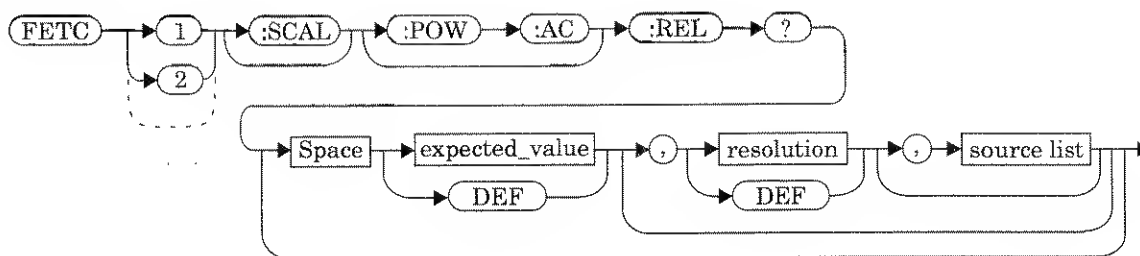 FETC 1 :SCAL :POW :AC :REL ?
2
Space expected_value , resolution , source list
DEF DEF